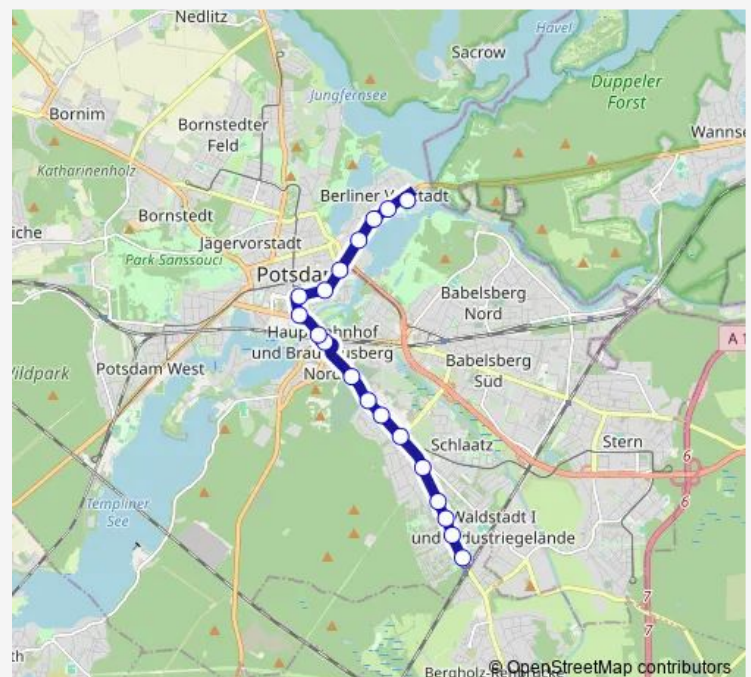 Nedlitz
Sacrow
Havel
Düppeler
Forst
Jungfernsee
Bornim
Bornstedter
Feld
Wannse
Katharinenholz
Berliner V
tadt
Bornstedt
iche
Jägervorstadt
Park Sanssouci
Potsda
Babelsberg
Nord
Haup
hnhof
und Brau
usberg
Nord
A 1
Wildpark
Potsdam West
Babelsberg
Süd
Schlaatz
Stern
6
6
Templiner
See
Waldstadt I
und
dustriegelände
7
7
th
Bergholz-Rehbrücke
© OpenStreetMap contributors